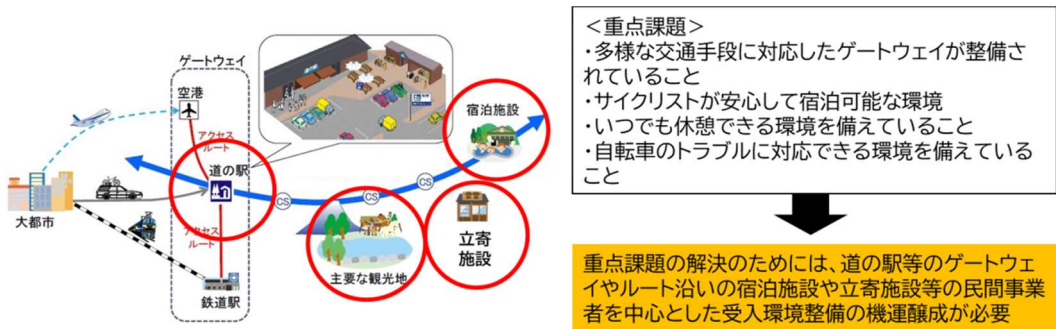 ゲートウェイ
空港
アクセス
ルート
道の駅
道の駅
大都市
アクセス
ルート
鉄道駅
CS
CS
CS
宿泊施設
主要な観光地
立寄
施設
＜重点課題＞
・多様な交通手段に対応したゲートウェイが整備さ
れていること
・サイクリストが安心して宿泊可能な環境
・いつでも休憩できる環境を備えていること
・自転車のトラブルに対応できる環境を備えている
こと
重点課題の解決のためには、道の駅等のゲートウェ
イやルート沿いの宿泊施設や立寄施設等の民間事業
者を中心とした受入環境整備の機運醸成が必要